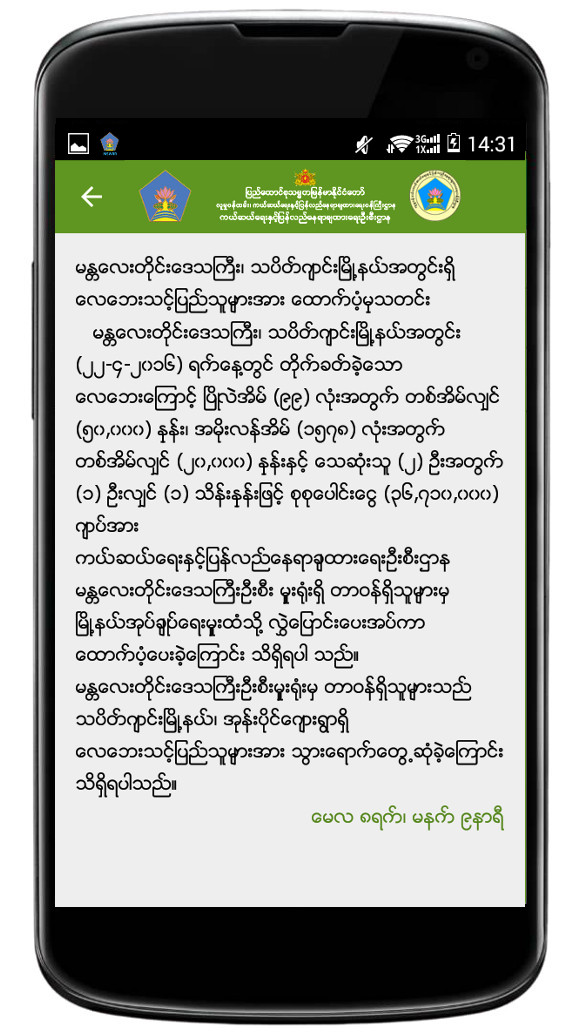 14:31
3G
1X
ပြည်ထောင်စုသမ္မတမြန်မာနိုင်ငံတော်
လူမှုဝန်ထမ်း၊ ကယ်ဆယ်ရေးနှင့်ပြန်လည်နေရာချထားရေးဝန်ကြီးဌာန
ကယ်ဆယ်ရေးနှင့်ပြန်လည်နေရာချထားရေးဦးစီးဌာန
မန္တလေးတိုင်းဒေသကြီး၊ သပိတ်ကျင်းမြို့နယ်အတွင်းရှိ
လေဘေးသင့်ပြည်သူများအား ထောက်ပံ့မှုသတင်း
မန္တလေးတိုင်းဒေသကြီး၊ သပိတ်ကျင်းမြို့နယ်အတွင်း
(၂၂-၄-၂၀၁၆) ရက်နေ့တွင် တိုက်ခတ်ခဲ့သော
လေဘေးကြောင့် ပြိုလဲအိမ် (၉၉) လုံးအတွက် တစ်အိမ်လျှင်
(၅၀,၀၀၀) နှုန်း၊ အမိုးလန်အိမ် (၁၅၇၈) လုံးအတွက်
တစ်အိမ်လျှင် (၂၀,၀၀၀) နှုန်းနှင့် သေဆုံးသူ (၂) ဦးအတွက်
(၁) ဦးလျှင် (၁) သိန်းနှုန်းဖြင့် စုစုပေါင်းငွေ (၃၆,၇၁၀,၀၀၀)
ကျပ်အား
ကယ်ဆယ်ရေးနှင့်ပြန်လည်နေရာချထားရေးဦးစီးဌာန
မန္တလေးတိုင်းဒေသကြီးဦးစီး မှူးရုံးရှိ တာဝန်ရှိသူများမှ
မြို့နယ်အုပ်ချုပ်ရေးမှူးထံသို့ လွှဲပြောင်းပေးအပ်ကာ
ထောက်ပံ့ပေးခဲ့ကြောင်း သိရှိရပါ သည်။
မန္တလေးတိုင်းဒေသကြီးဦးစီးမှူးရုံးမှ တာဝန်ရှိသူများသည်
သပိတ်ကျင်းမြို့နယ်၊ အုန်းပိုင်ကျေးရွာရှိ
လေဘေးသင့်ပြည်သူများအား သွားရောက်တွေ့ဆုံခဲ့ကြောင်း
သိရှိရပါသည်။
မေလ ၈ရက်၊ မနက် ၉နာရီ